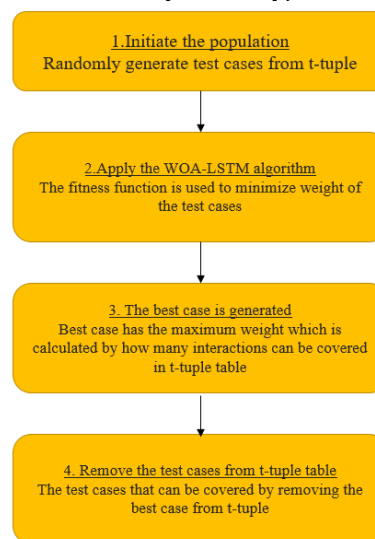 1.Initiate the population
Randomly generate test cases from t-tuple
2.Apply the WOA-LSTM algorithm
The fitness function is used to minimize weight of
the test cases
3. The best case is generated
Best case has the maximum weight which is
calculated by how many interactions can be covered
in t-tuple table
4. Remove the test cases from t-tuple table
The test cases that can be covered by removing the
best case from t-tuple